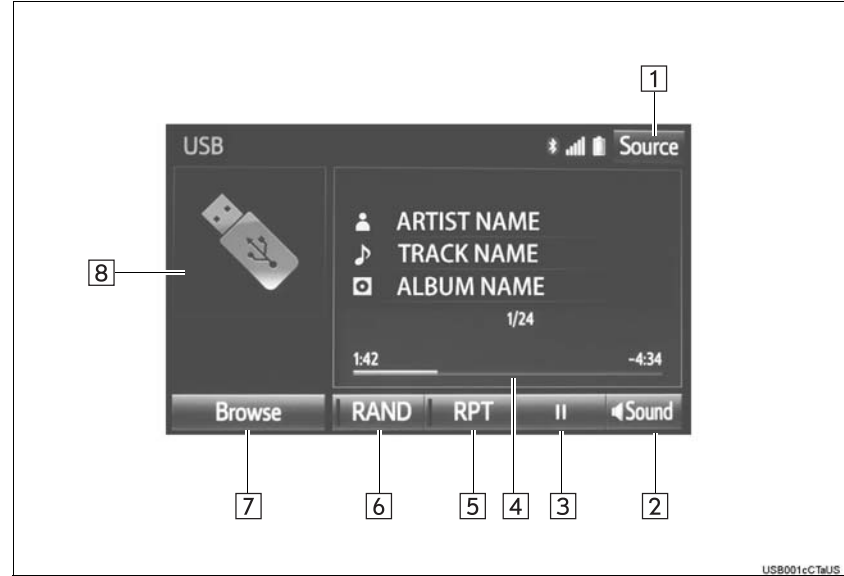 1
USB Source
ARTIST NAME
TRACK NAME
8
ALBUM NAME
1/24
1:42 -4:34
Browse RAND RPT II Sound
7 6 5 4 3 2
USB001cCTaUS